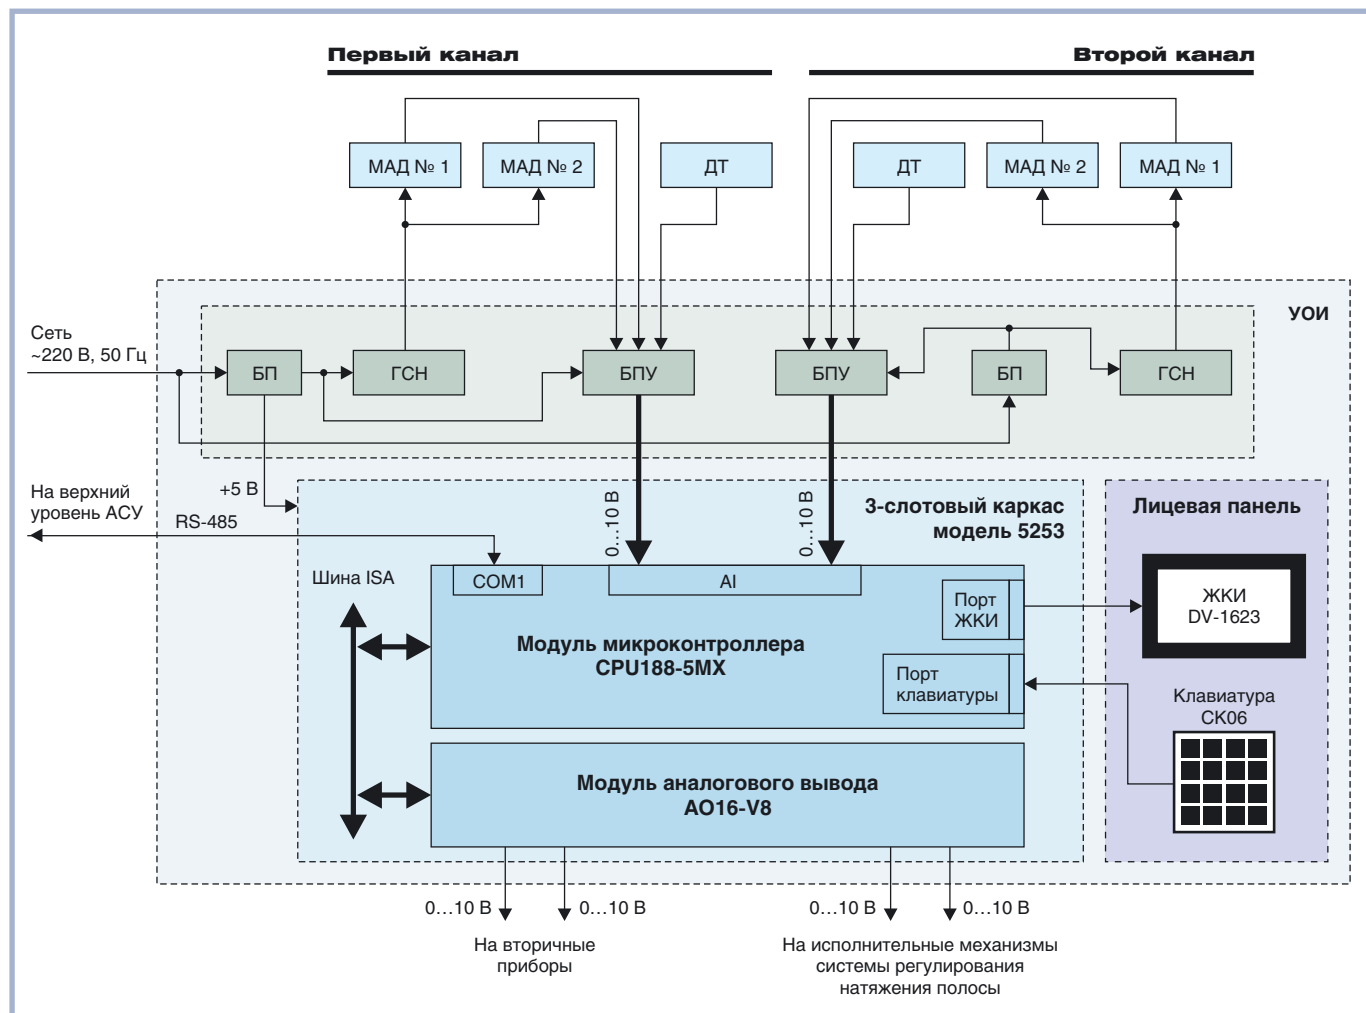 Первый канал
Второй канал
МАД № 1
МАД № 2
ДТ
ДТ
МАД № 2
МАД № 1
УОИ
Сеть
~220 В, 50 Гц
БП
ГСН
БПУ
БПУ
БП
ГСН
На верхний
уровень АСУ
+5 В
RS-485
0...10 В
0...10 В
3-слотовый каркас
модель 5253
Лицевая панель
Шина ISA
COM1
AI
Порт
ЖКИ
ЖКИ
DV-1623
Модуль микроконтроллера
CPU188-5MX
Порт
клавиатуры
Клавиатура
СК06
Модуль аналогового вывода
AO16-V8
0...10 В
0...10 В
0...10 В
0...10 В
На вторичные
приборы
На исполнительные механизмы
системы регулирования
натяжения полосы